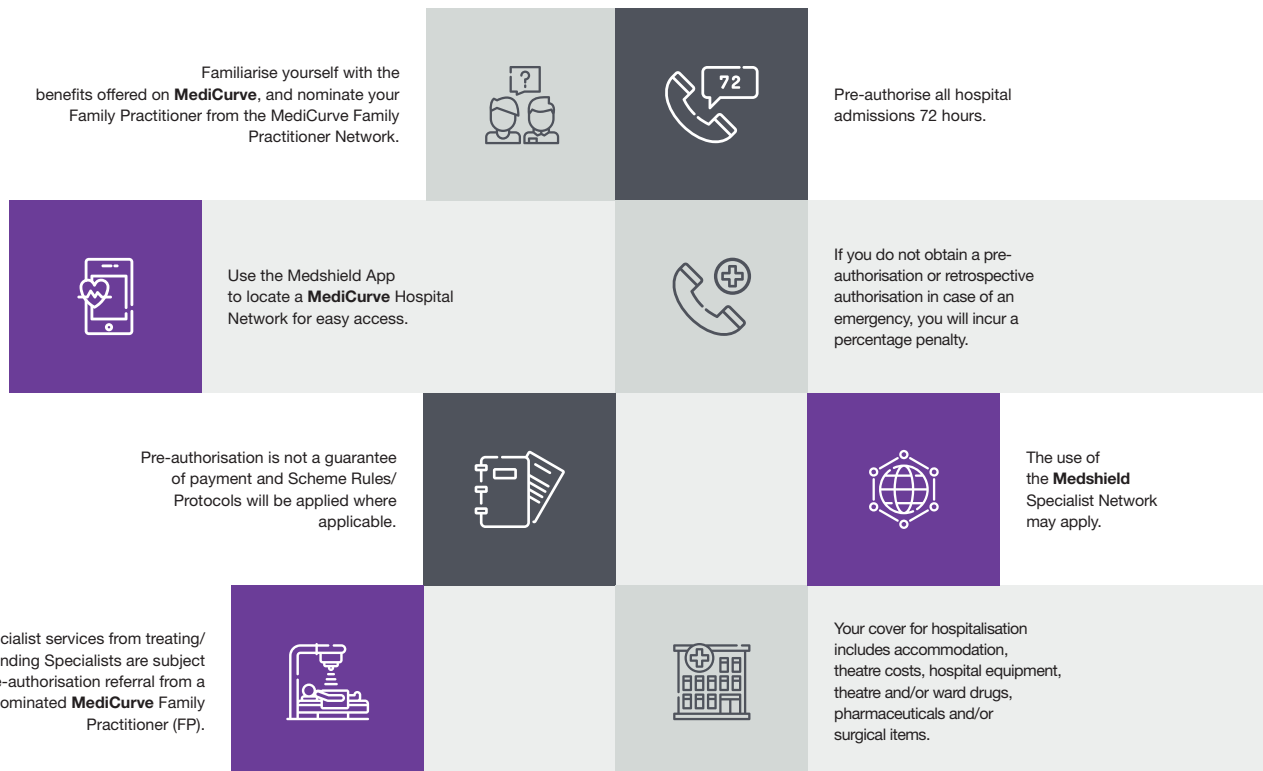 Familiarise yourself with the
benefits offered on MediCurve, and nominate your
Family Practitioner from the MediCurve Family
Practitioner Network.
?
72
Pre-authorise all hospital
admissions 72 hours.
Use the Medshield App
to locate a MediCurve Hospital
Network for easy access.
If you do not obtain a pre-
authorisation or retrospective
authorisation in case of an
emergency, you will incur a
percentage penalty.
Pre-authorisation is not a guarantee
of payment and Scheme Rules/
Protocols will be applied where
applicable.
The use of
the Medshield
Specialist Network
may apply.
services from treating/
Specialists are subject
referral from a
MediCurve Family
Practitioner (FP).
Your cover for hospitalisation
includes accommodation,
theatre costs, hospital equipment,
theatre and/or ward drugs,
pharmaceuticals and/or
surgical items.